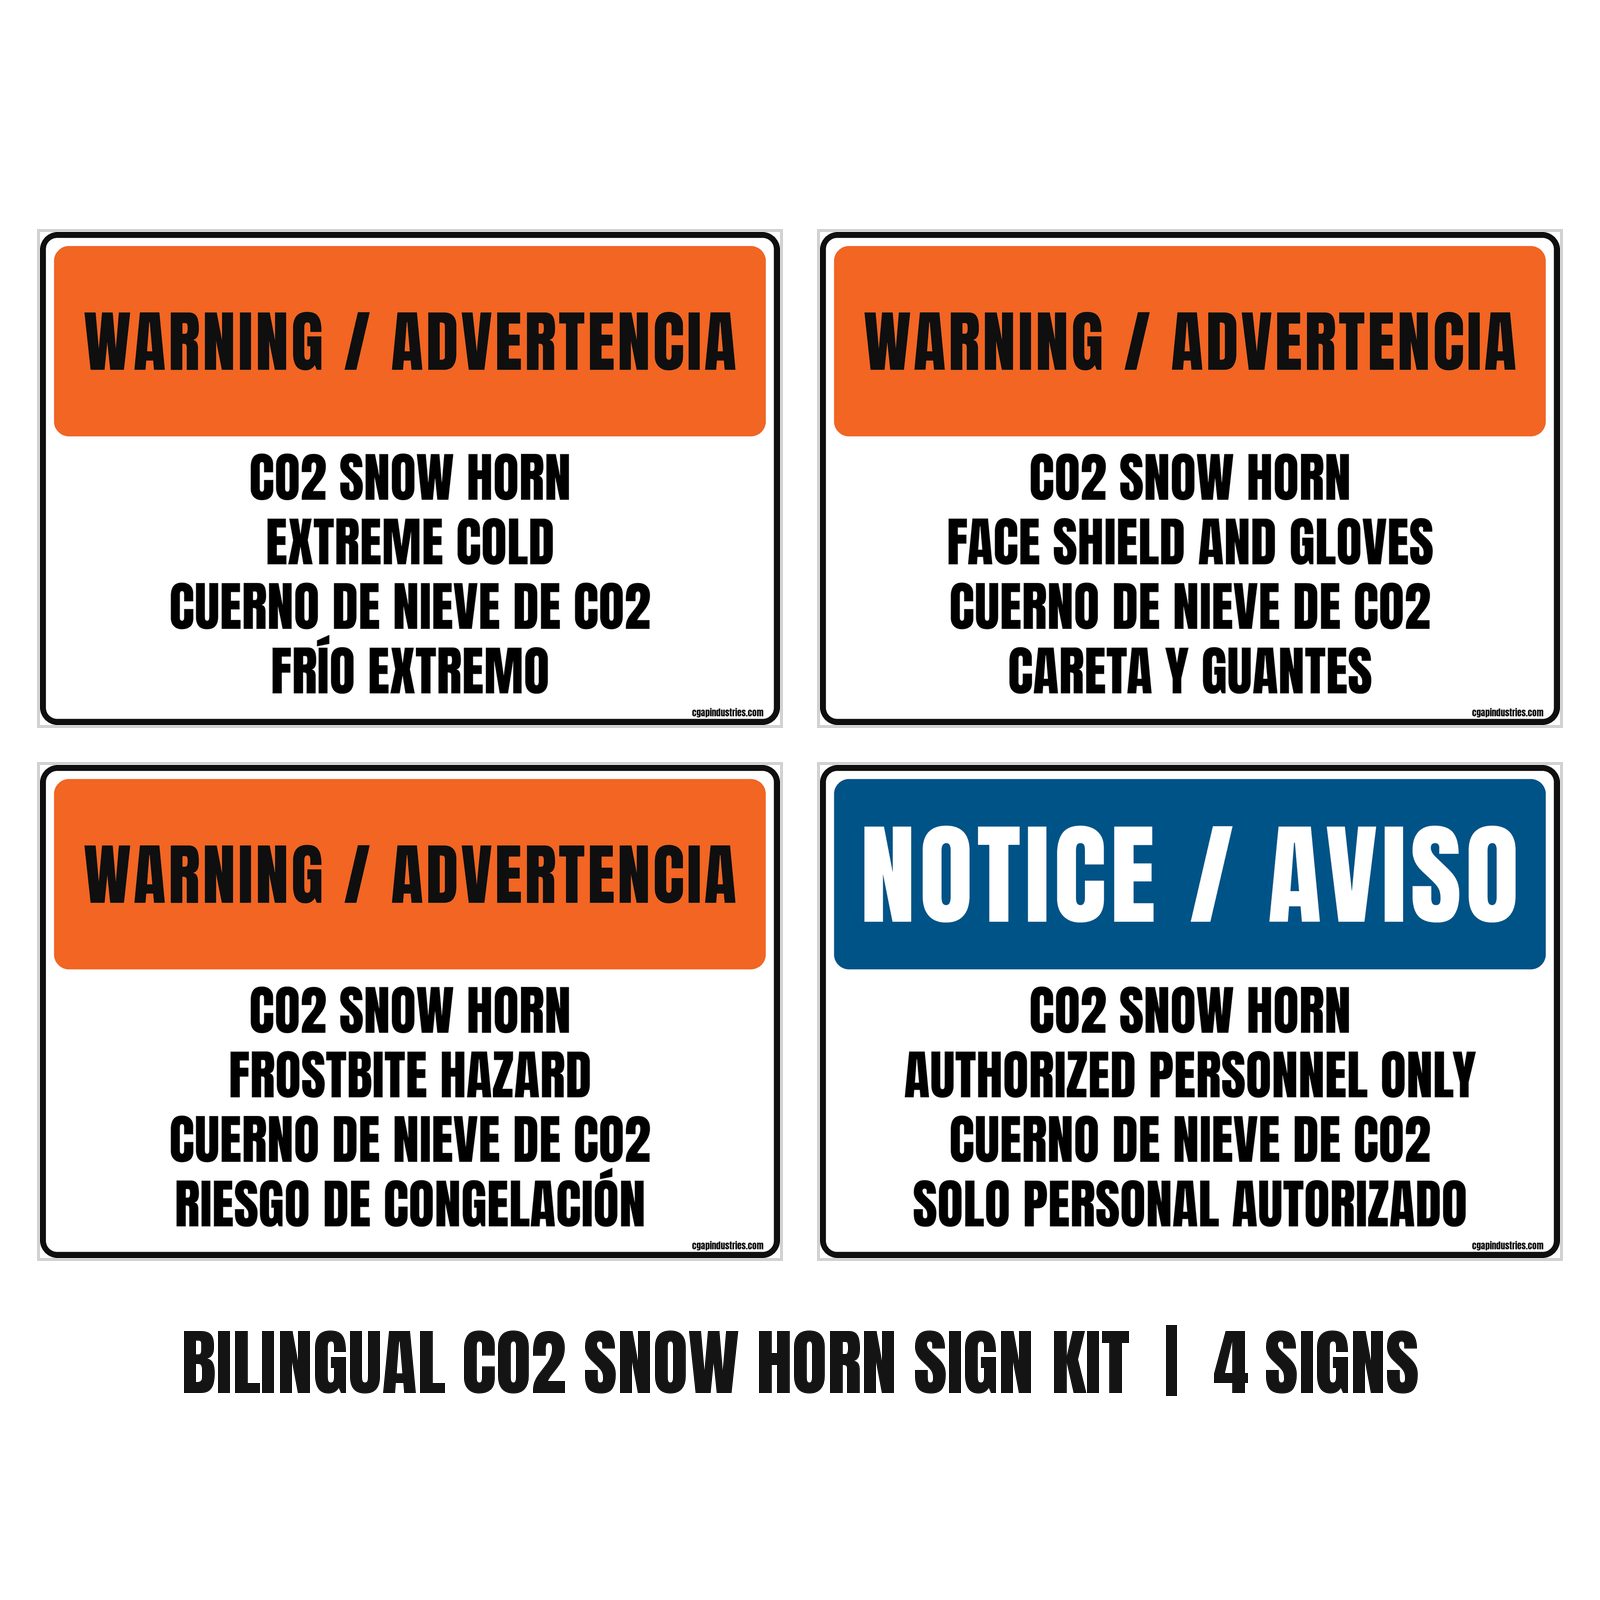 WARNING / ADVERTENCIA
CO2 SNOW HORN
EXTREME COLD
CUERNO DE NIEVE DE CO2
FRÍO EXTREMO
cgapindustries.com
WARNING / ADVERTENCIA
CO2 SNOW HORN
FACE SHIELD AND GLOVES
CUERNO DE NIEVE DE CO2
CARETA Y GUANTES
cgapindustries.com
WARNING / ADVERTENCIA
CO2 SNOW HORN
FROSTBITE HAZARD
CUERNO DE NIEVE DE CO2
RIESGO DE CONGELACIÓN
cgapindustries.com
NOTICE / AVISO
CO2 SNOW HORN
AUTHORIZED PERSONNEL ONLY
CUERNO DE NIEVE DE CO2
SOLO PERSONAL AUTORIZADO
cgapindustries.com
BILINGUAL CO2 SNOW HORN SIGN KIT | 4 SIGNS